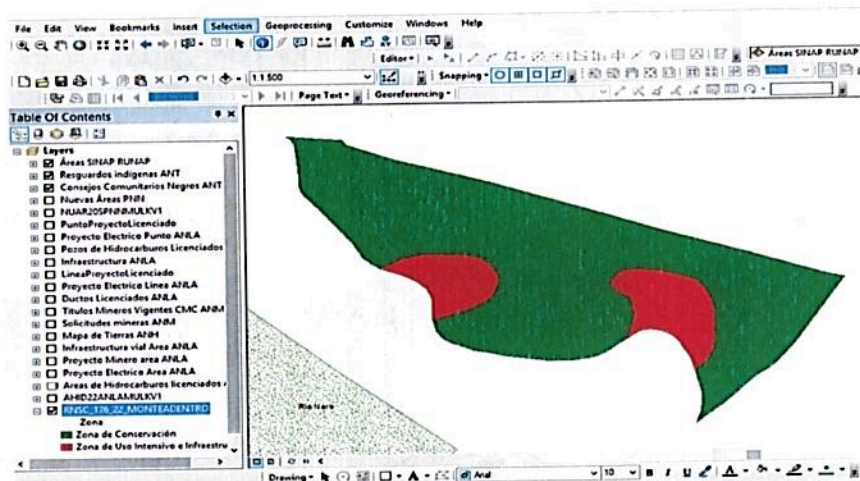 File Edit View Bookmarks Insert Selection Geoprocessing Customize Windows Help
Editor
Áreas SINAP RUNAP
1:1.500
Snapping
Page Text
Georeferencing
Table Of Contents
Layers
Áreas SINAP RUNAP
Resguardos indigenas ANT
Consejos Comunitarios Negros ANT
Nuevas Áreas PNN
NUAR20SPNNMULKV1
PuntoProyectoLicenciado
Proyecto Electrico Punto ANLA
Pozos de Hidrocarburos Licenciados
Infraestructura ANLA
LineaProyectoLicenciado
Proyecto Electrico Linea ANLA
Ductos Licenciados ANLA
Titulos Mineros Vigentes CMC ANM
Solicitudes mineras ANM
Mapa de Tierras ANH
Infraestructura vial Area ANLA
Proyecto Minero area ANLA
Proyecto Electrico Area ANLA
Areas de Hidrocarburos licenciados
AHID22ANLAMULKV1
RNSC_176_22_MONTEADENTRO
Zona
Zona de Conservación
Zona de Uso Intensivo e Infraestru
Rio Nare
Drawing
Arial
10
B I U A